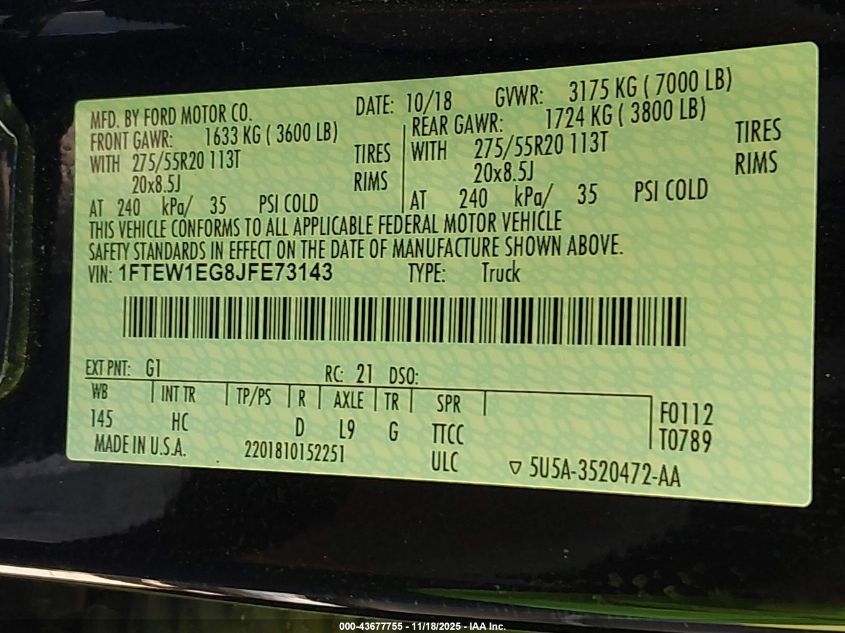 MFD. BY FORD MOTOR CO. DATE: 10/18 GVWR: 3175 KG ( 7000 LB)
FRONT GAWR: 1633 KG ( 3600 LB) REAR GAWR: 1724 KG ( 3800 LB)
WITH 275/55R20 113T TIRES WITH 275/55R20 113T TIRES
20x8.5J RIMS 20x8.5J RIMS
AT 240 kPa/ 35 PSI COLD AT 240 kPa/ 35 PSI COLD
THIS VEHICLE CONFORMS TO ALL APPLICABLE FEDERAL MOTOR VEHICLE
SAFETY STANDARDS IN EFFECT ON THE DATE OF MANUFACTURE SHOWN ABOVE.
VIN: 1FTEW1EG8JFE73143 TYPE: Truck
EXT PNT: G1 RC: 21 DSO:
WB INT TR TP/PS R AXLE TR SPR F0112
145 HC D L9 G TTCC T0789
MADE IN U.S.A. 2201810152251 ULC ▽ 5U5A-3520472-AA
000-43677755 - 11/18/2025 - IAA Inc.